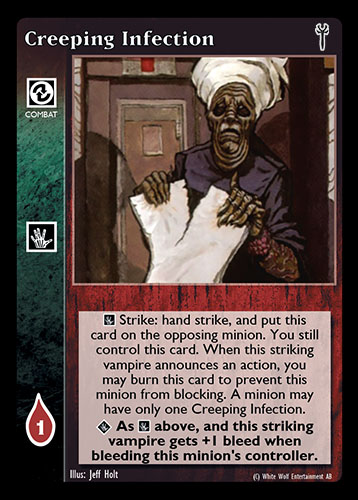 Creeping Infection
COMBAT
1
Strike: hand strike, and put this
card on the opposing minion. You still
control this card. When this striking
vampire announces an action, you
may burn this card to prevent this
minion from blocking. A minion may
have only one Creeping Infection.
As above, and this striking
vampire gets +1 bleed when
bleeding this minion's controller.
Illus: Jeff Holt
(C) White Wolf Entertainment AB